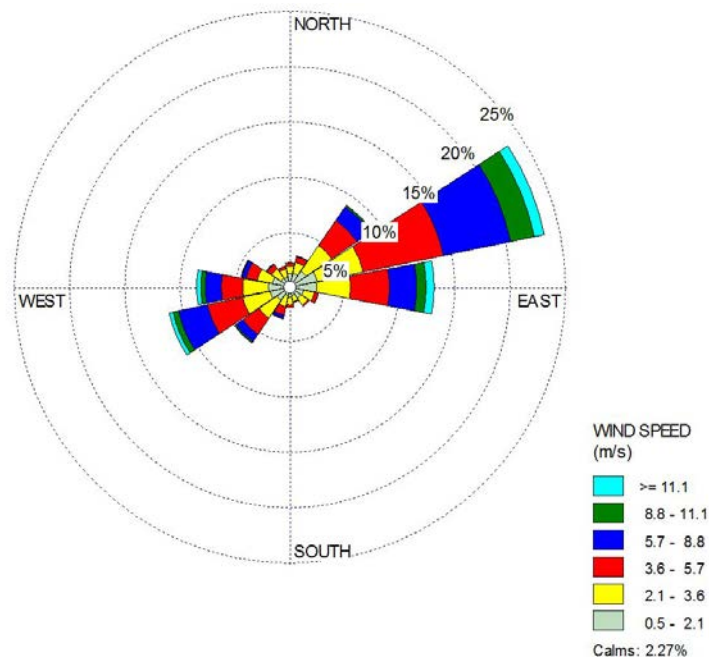 NORTH
25%
20%
15%
10%
5%
WEST
EAST
SOUTH
WIND SPEED
(m/s)
>= 11.1
8.8 - 11.1
5.7 - 8.8
3.6 - 5.7
2.1 - 3.6
0.5 - 2.1
Calms: 2.27%